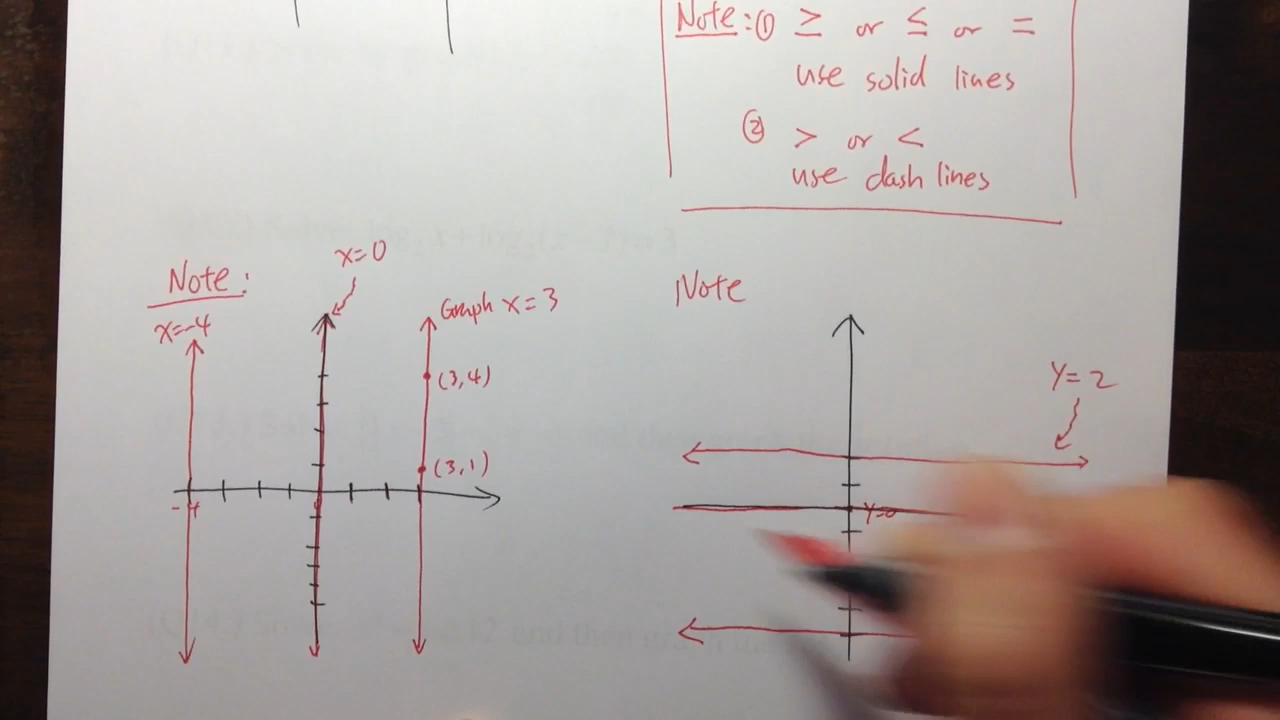 Note: ① ≥ or ≤ or =
use solid lines
② > or <
use dash lines
Note:
x=0
x=-4
Graph x=3
(3,4)
(3,1)
-4
Note
y=2
y=0